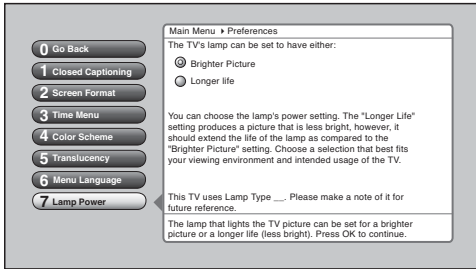 Main Menu ▸ Preferences
0 Go Back
1 Closed Captioning
2 Screen Format
3 Time Menu
4 Color Scheme
5 Translucency
6 Menu Language
7 Lamp Power
The TV's lamp can be set to have either:
Brighter Picture
Longer life
You can choose the lamp's power setting. The "Longer Life"
setting produces a picture that is less bright, however, it
should extend the life of the lamp as compared to the
"Brighter Picture" setting. Choose a selection that best fits
your viewing environment and intended usage of the TV.
This TV uses Lamp Type __. Please make a note of it for
future reference.
The lamp that lights the TV picture can be set for a brighter
picture or a longer life (less bright). Press OK to continue.